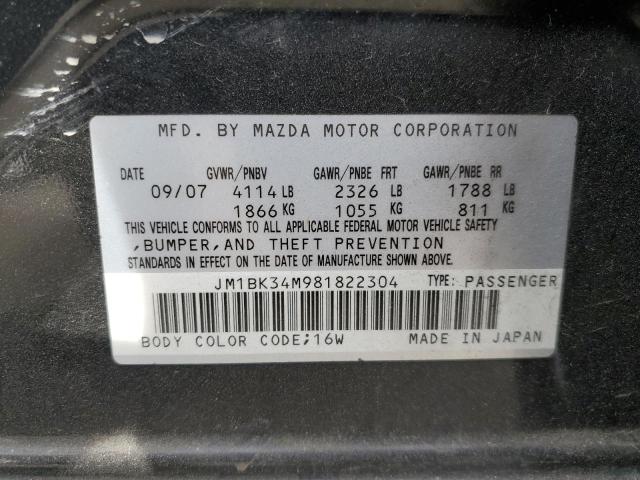 MFD. BY MAZDA MOTOR CORPORATION
DATE GVWR/PNBV GAWR/PNBE FRT GAWR/PNBE RR
09/07 4114 LB 2326 LB 1788 LB
1866 KG 1055 KG 811 KG
THIS VEHICLE CONFORMS TO ALL APPLICABLE FEDERAL MOTOR VEHICLE SAFETY
,BUMPER,AND THEFT PREVENTION
STANDARDS IN EFFECT ON THE DATE OF MANUFACTURE SHOWN ABOVE.
JM1BK34M981822304 TYPE: PASSENGER
BODY COLOR CODE;16W MADE IN JAPAN